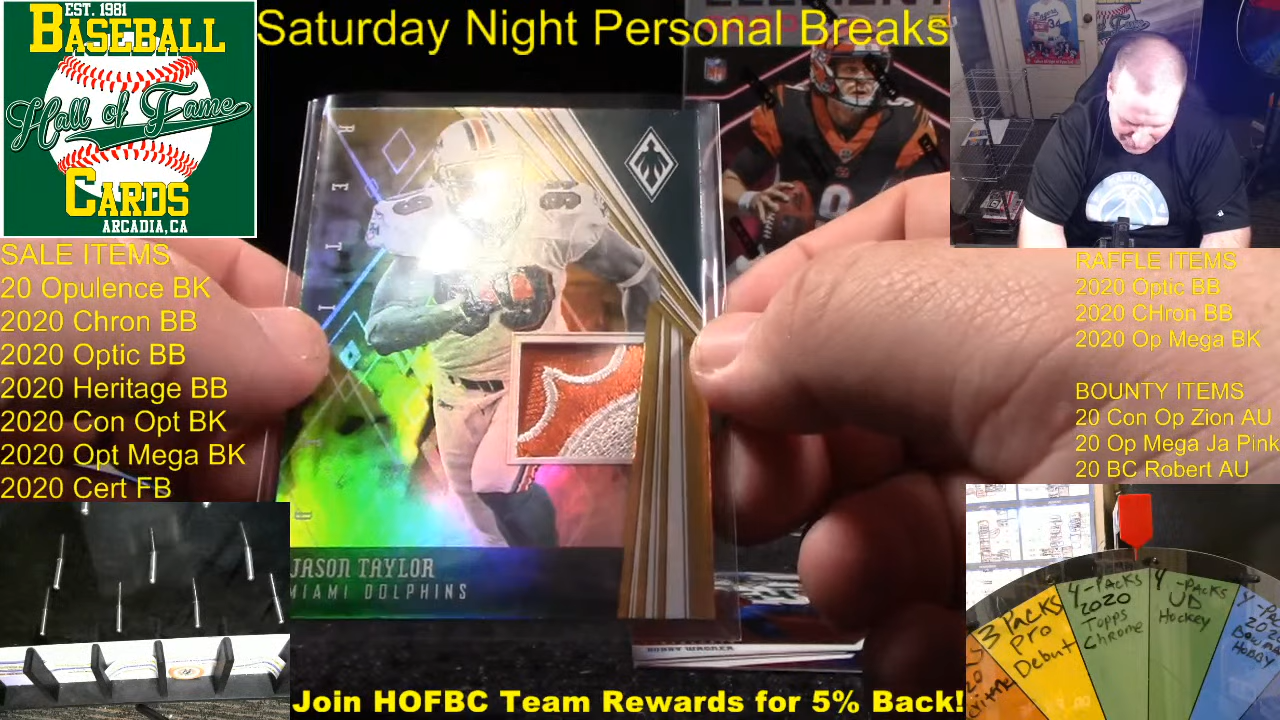 EST. 1981
BASEBALL
Hall of Fame
CARDS
ARCADIA, CA
Saturday Night Personal Breaks
SALE ITEMS
20 Opulence BK
2020 Chron BB
2020 Optic BB
2020 Heritage BB
2020 Con Opt BK
2020 Opt Mega BK
2020 Cert FB
RAFFLE ITEMS
2020 Optic BB
2020 CHron BB
2020 Op Mega BK
BOUNTY ITEMS
20 Con Op Zion AU
20 Op Mega Ja Pink
20 BC Robert AU
JASON TAYLOR
MIAMI DOLPHINS
BOBBY WAGNER
3 PACKS
Pro
Debut
4-PACKS
2020
Topps
Chrome
4-PACKS
UD
Hockey
Join HOFBC Team Rewards for 5% Back!